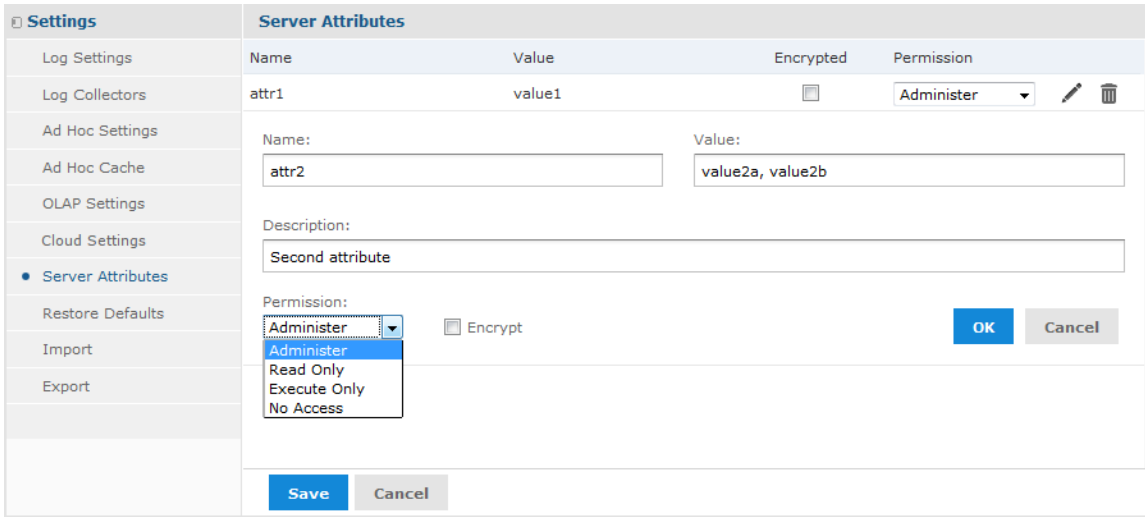 Settings
Log Settings
Log Collectors
Ad Hoc Settings
Ad Hoc Cache
OLAP Settings
Cloud Settings
Server Attributes
Restore Defaults
Import
Export
Server Attributes
Name Value Encrypted Permission
attr1 value1 Administer
Name: Value:
attr2 value2a, value2b
Description:
Second attribute
Permission:
Administer Encrypt OK Cancel
Administer
Read Only
Execute Only
No Access
Save Cancel